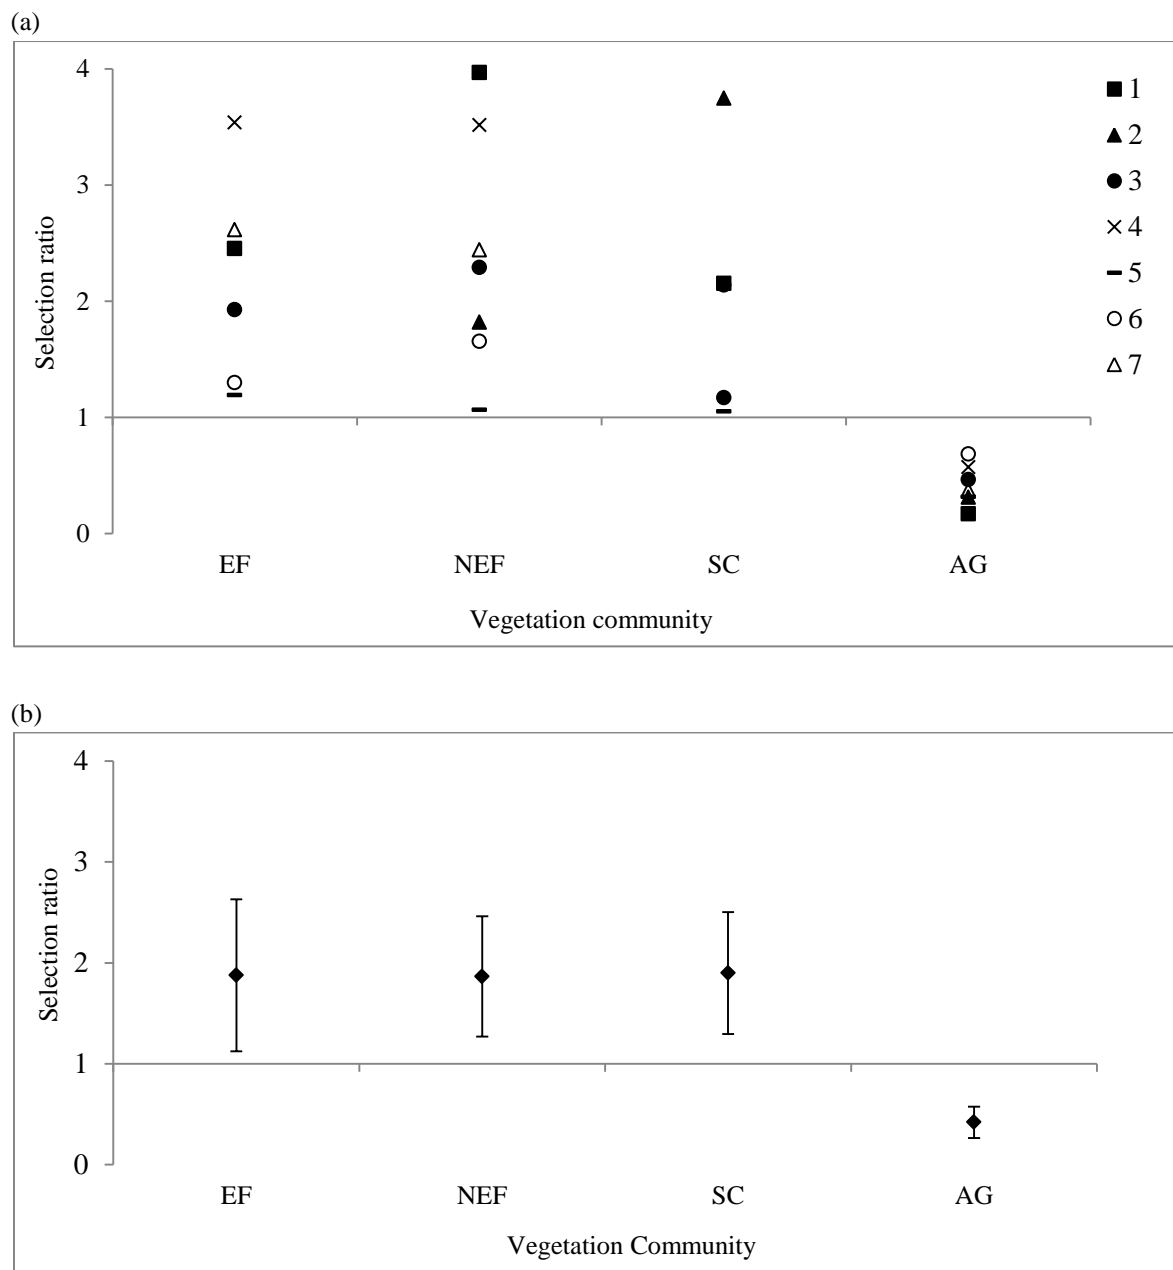 (a)
4
3
2
1
0
Selection ratio
EF NEF SC AG
Vegetation community
1
2
3
4
5
6
7
(b)
4
3
2
1
0
Selection ratio
EF NEF SC AG
Vegetation Community